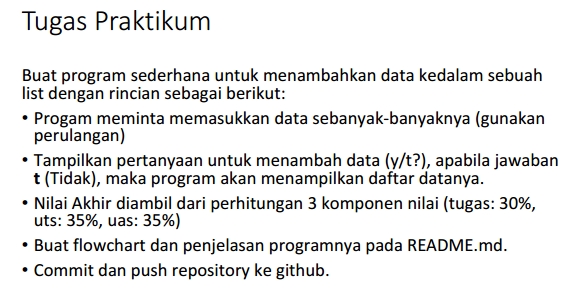 Tugas Praktikum
Buat program sederhana untuk menambahkan data kedalam sebuah
list dengan rincian sebagai berikut:
• Progam meminta memasukkan data sebanyak-banyaknya (gunakan
perulangan)
• Tampilkan pertanyaan untuk menambah data (y/t?), apabila jawaban
t (Tidak), maka program akan menampilkan daftar datanya.
• Nilai Akhir diambil dari perhitungan 3 komponen nilai (tugas: 30%,
uts: 35%, uas: 35%)
• Buat flowchart dan penjelasan programnya pada README.md.
• Commit dan push repository ke github.